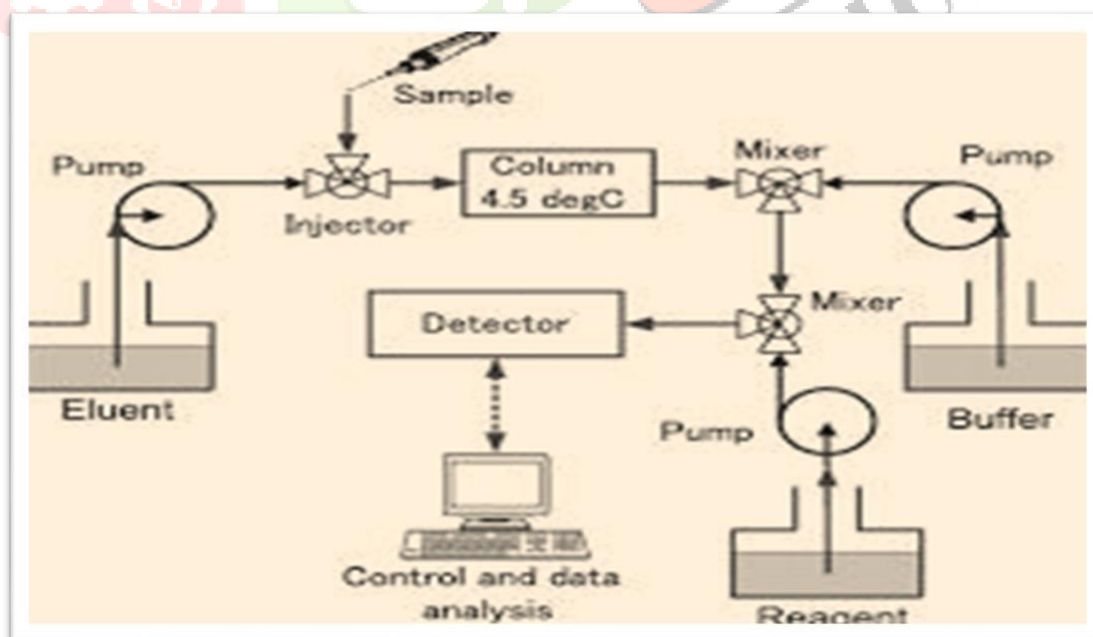 Sample
Pump
Injector
Column
4.5 degC
Mixer
Pump
Detector
Mixer
Eluent
Pump
Buffer
Control and data
analysis
Reagent